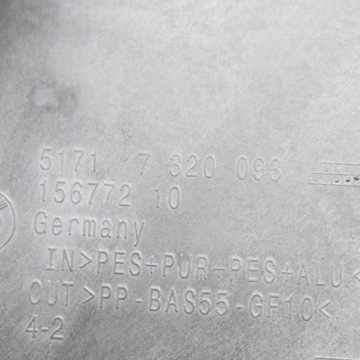 5171 7 320 093
156772 10
Germany
IN>PES+PUR+PES+ALU<
OUT>PP-BAS55-GF10<
4-2